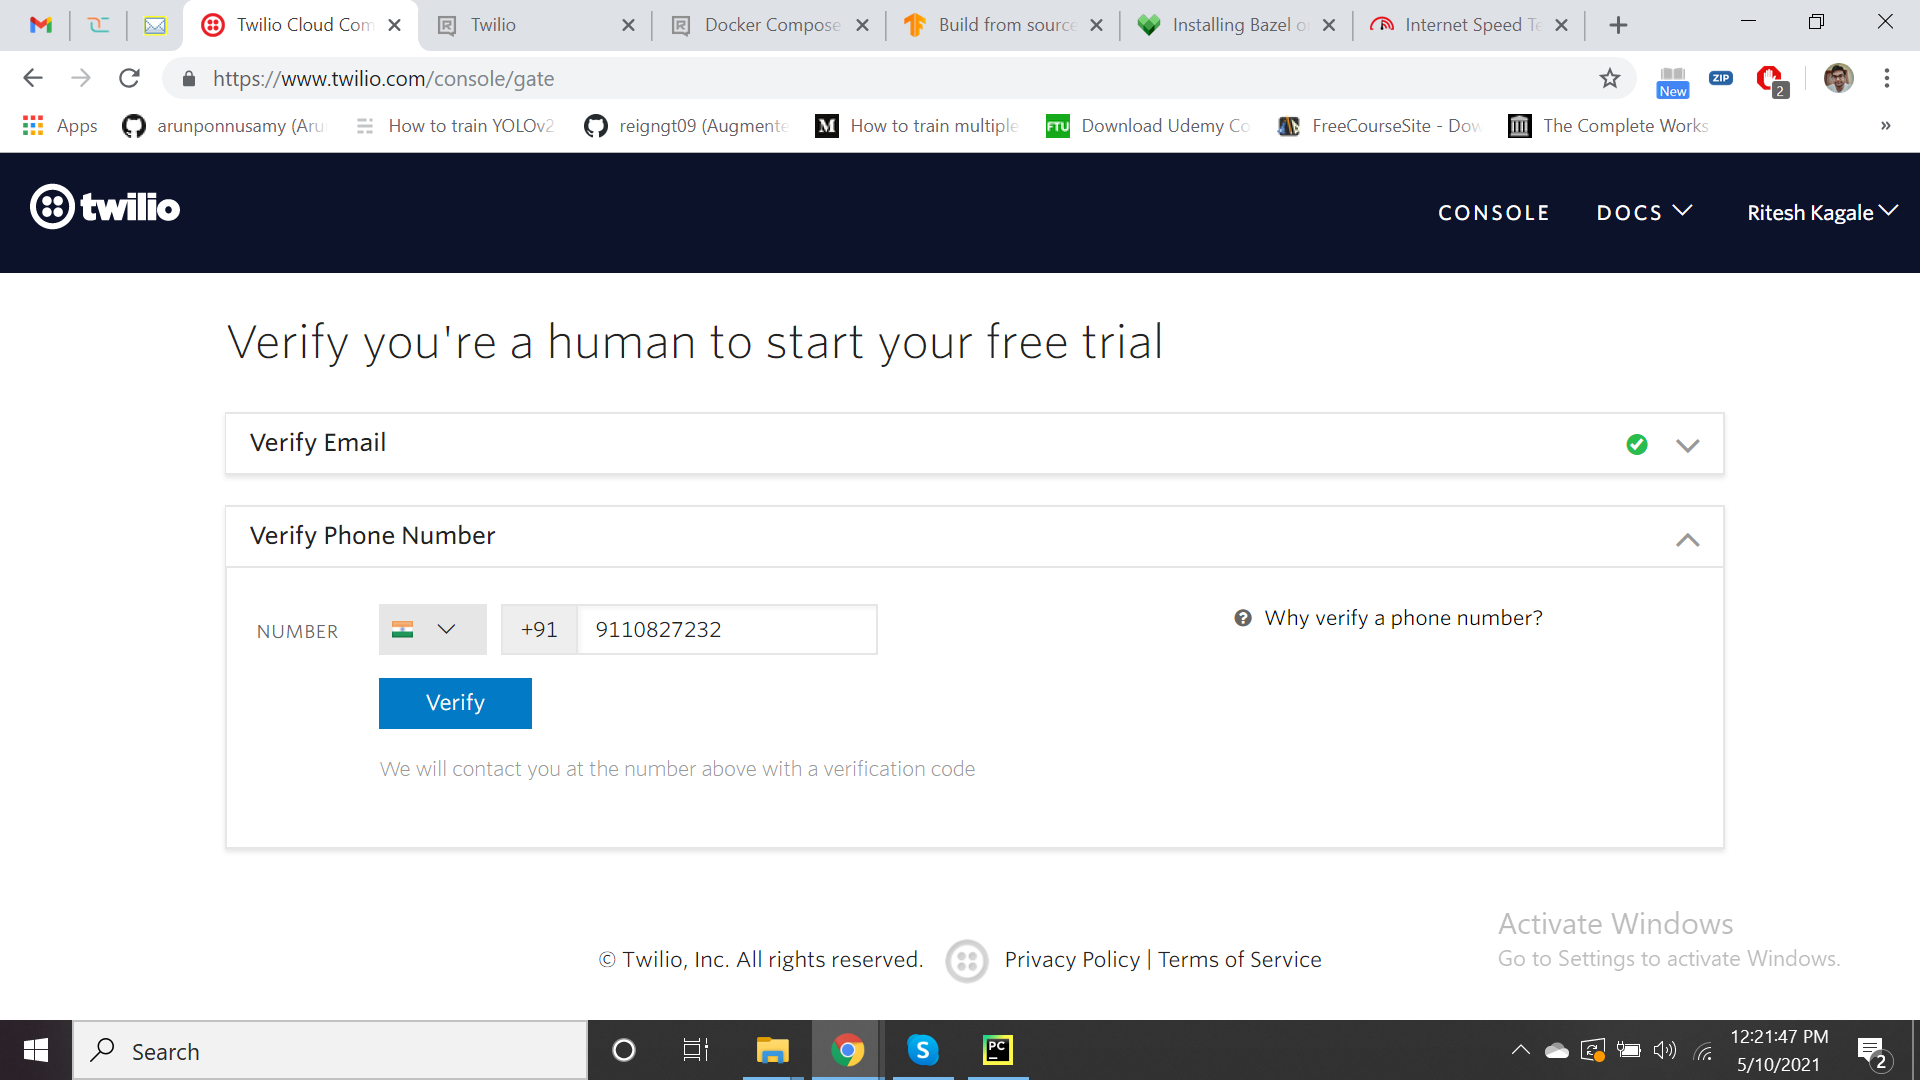 Twilio Cloud Com
Twilio
Docker Compose
Build from source
Installing Bazel o
Internet Speed Te
https://www.twilio.com/console/gate
New
ZIP
2
Apps
arunponnusamy (Aru
How to train YOLOv2
reigngt09 (Augmente
M
How to train multiple
FTU
Download Udemy Co
FreeCourseSite - Dow
The Complete Works
»
twilio
CONSOLE
DOCS
Ritesh Kagale
Verify you're a human to start your free trial
Verify Email
Verify Phone Number
NUMBER
+91
9110827232
Why verify a phone number?
Verify
We will contact you at the number above with a verification code
Activate Windows
Go to Settings to activate Windows.
© Twilio, Inc. All rights reserved.
Privacy Policy | Terms of Service
Search
S
PC
12:21:47 PM
5/10/2021
2